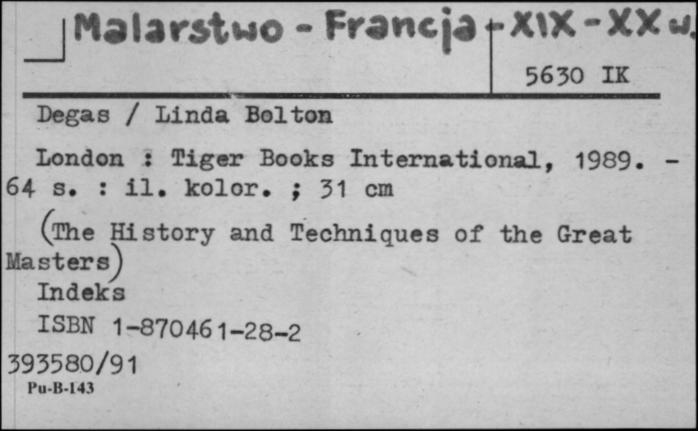 Malarstwo - Francja - XIX - XX w.
5630 IK
Degas / Linda Bolton
London : Tiger Books International, 1989. -
64 s. : il. kolor. ; 31 cm
(The History and Techniques of the Great
Masters)
Indeks
ISBN 1-870461-28-2
393580/91
Pu-B-143